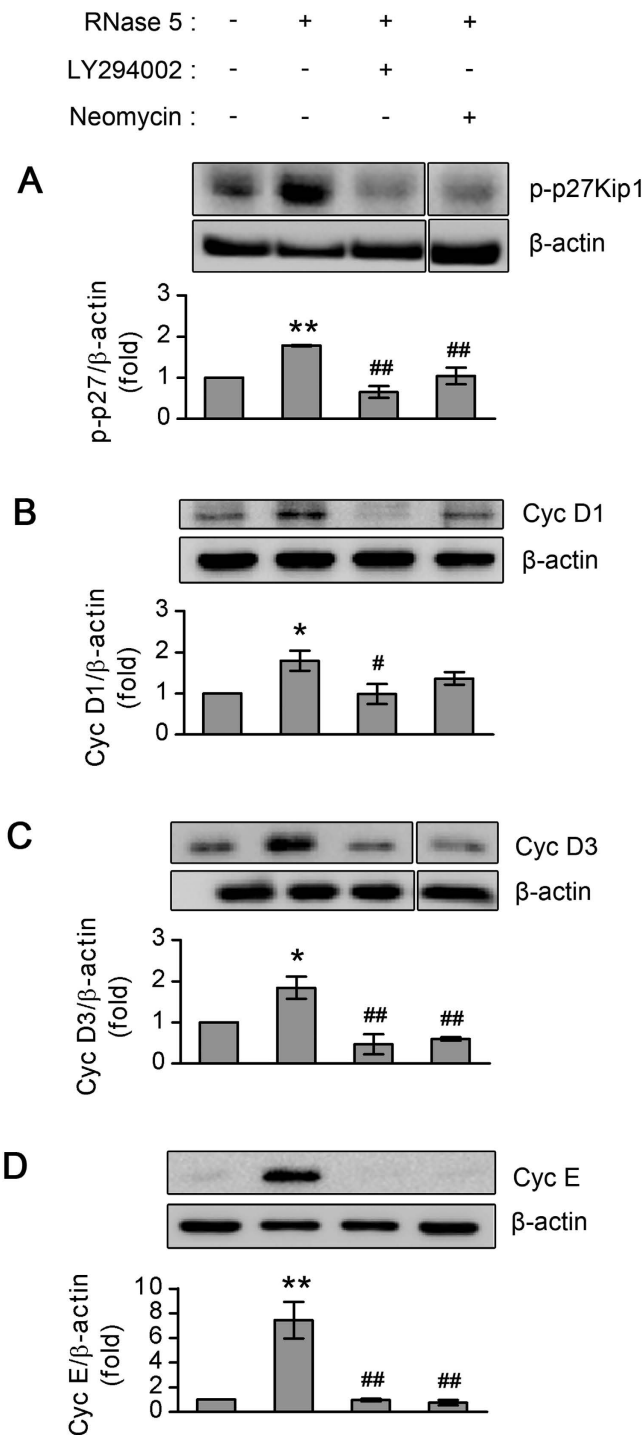 RNase 5 : - + + +
LY294002 : - - + -
Neomycin : - - - +
A
p-p27Kip1
β-actin
p-p27/β-actin
(fold)
3
2
1
0
**
##
##
B
Cyc D1
β-actin
Cyc D1/β-actin
(fold)
3
2
1
0
*
#
C
Cyc D3
β-actin
Cyc D3/β-actin
(fold)
3
2
1
0
*
##
##
D
Cyc E
β-actin
Cyc E/β-actin
(fold)
10
8
6
4
2
0
**
##
##